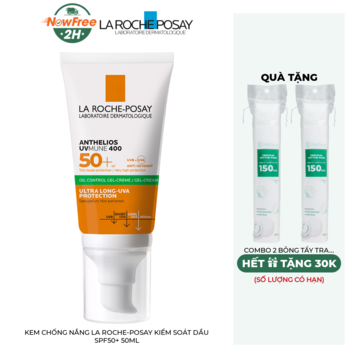 NowFree
2H
LA ROCHE-POSAY
LABORATOIRE DERMATOLOGIQUE
LA ROCHE-POSAY
LABORATOIRE DERMATOLOGIQUE
ANTHELIOS
UVMUNE 400
50+
OIL CONTROL GEL-CREAM
ULTRA LONG-UVA
PROTECTION
QUÀ TẶNG
150
150
COMBO 2 BÔNG TẨY TRA...
HẾT TẶNG 30K
(SỐ LƯỢNG CÓ HẠN)
KEM CHỐNG NẮNG LA ROCHE-POSAY KIỂM SOÁT DẦU
SPF50+ 50ML